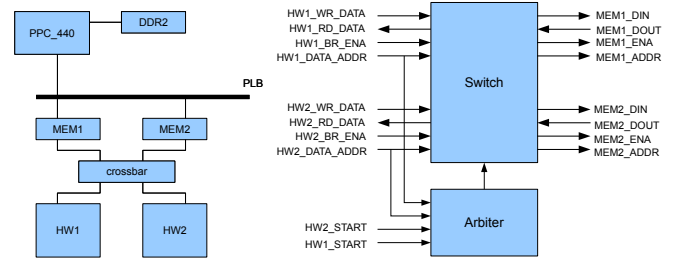 PPC_440
DDR2
PLB
MEM1
MEM2
crossbar
HW1
HW2
HW1_WR_DATA
HW1_RD_DATA
HW1_BR_ENA
HW1_DATA_ADDR
HW2_WR_DATA
HW2_RD_DATA
HW2_BR_ENA
HW2_DATA_ADDR
HW2_START
HW1_START
Switch
Arbiter
MEM1_DIN
MEM1_DOUT
MEM1_ENA
MEM1_ADDR
MEM2_DIN
MEM2_DOUT
MEM2_ENA
MEM2_ADDR